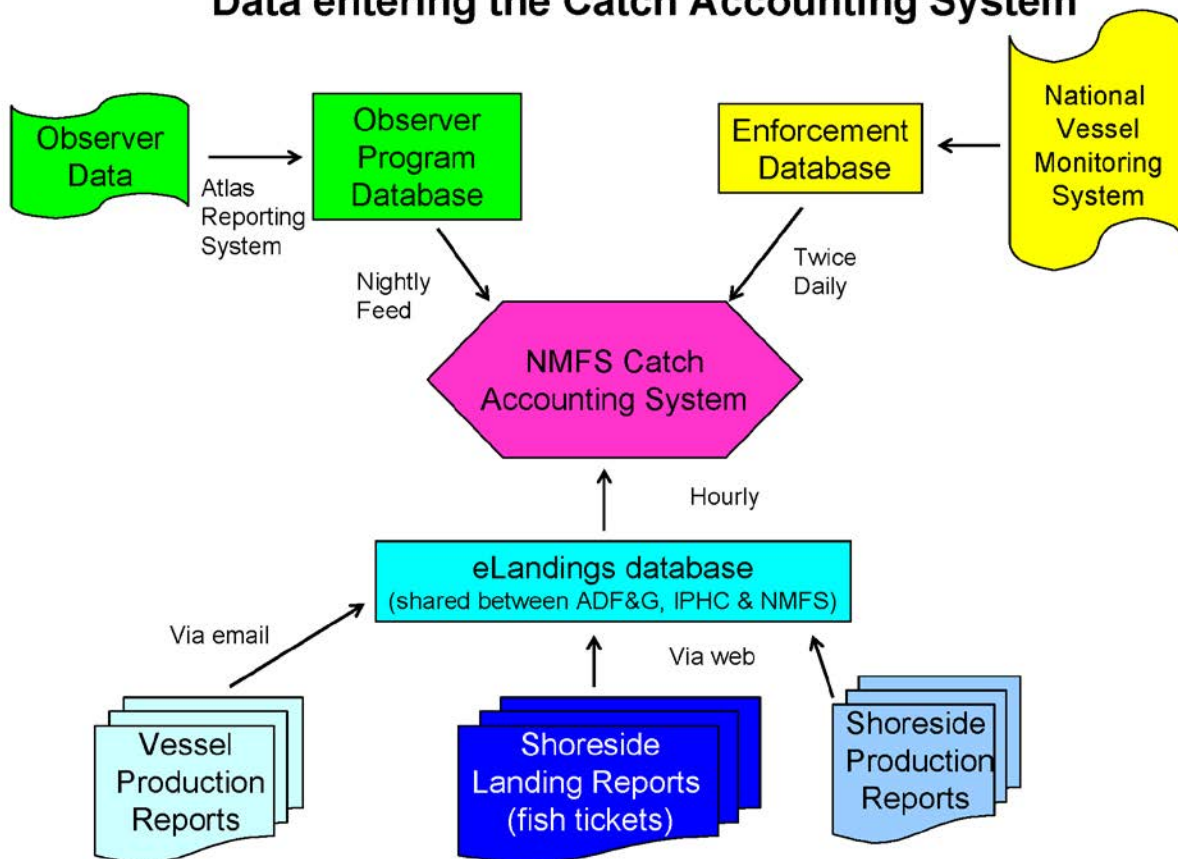 Data entering the Catch Accounting System
Observer
Data
Atlas
Reporting
System
Observer
Program
Database
Nightly
Feed
Enforcement
Database
Twice
Daily
National
Vessel
Monitoring
System
NMFS Catch
Accounting System
Hourly
eLandings database
(shared between ADF&G, IPHC & NMFS)
Via email
Via web
Vessel
Production
Reports
Shoreside
Landing Reports
(fish tickets)
Shoreside
Production
Reports